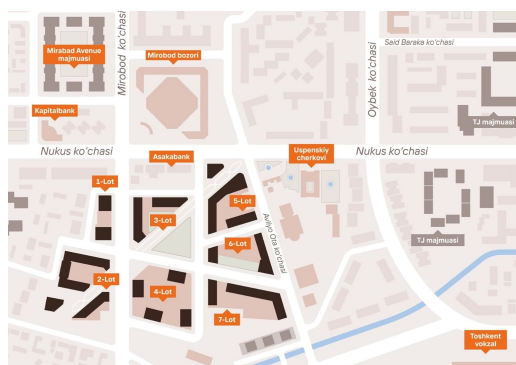 Mirabad Avenue
majmuasi
Mirobod ko'chasi
Mirobod bozori
Oybek ko'chasi
Said Baraka ko'chasi
Kapitalbank
TJ majmuasi
Nukus ko'chasi
Asakabank
Uspenskiy
cherkovi
Nukus ko'chasi
1-Lot
3-Lot
5-Lot
Avliyo Ota ko'chasi
6-Lot
TJ majmuasi
2-Lot
4-Lot
7-Lot
Toshkent
vokzal